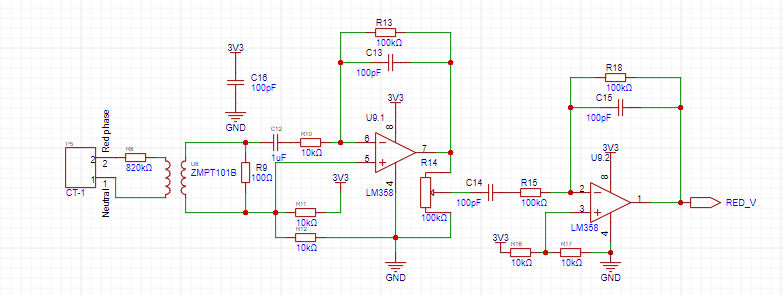 R13
100kΩ
C13
100pF
3V3
C16
100pF
GND
3V3
U9.1
8
6
5
7
4
LM358
P5
2
1
CT-1
Red phase
2
Neutral
1
R8
820kΩ
U8
ZMPT101B
R9
100Ω
C12
1uF
R10
10kΩ
3V3
R11
10kΩ
R12
10kΩ
GND
R14
100kΩ
C14
100pF
R15
100kΩ
R18
100kΩ
C15
100pF
3V3
U9.2
8
2
3
1
4
LM358
RED_V
3V3
R16
10kΩ
R17
10kΩ
GND